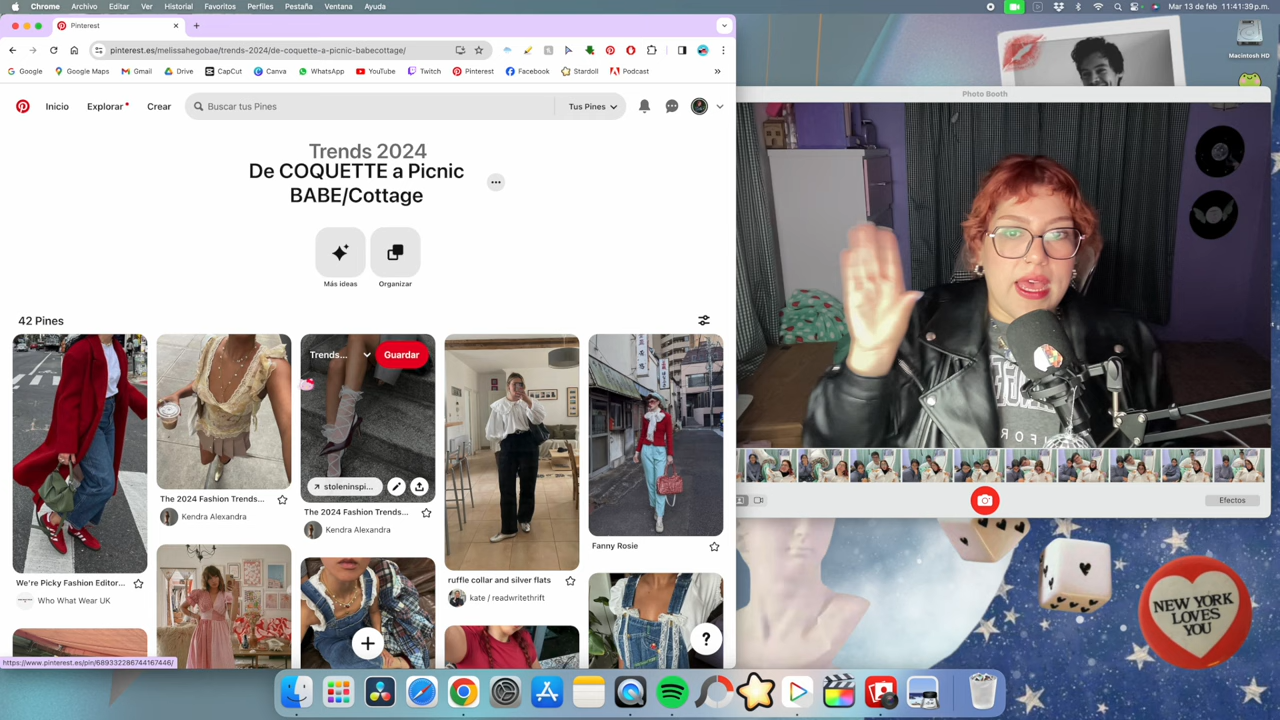 Chrome Archivo Editar Ver Historial Favoritos Perfiles Pestaña Ventana Ayuda
Mar 13 de feb 11:41:39 p.m.
Pinterest
pinterest.es/melissahegobae/trends-2024/de-coquette-a-picnic-babecottage/
Google Google Maps Gmail Drive CapCut Canva WhatsApp YouTube Twitch Pinterest Facebook Stardoll Podcast
Macintosh HD
Photo Booth
Inicio Explorar Crear Buscar tus Pines Tus Pines
Trends 2024
De COQUETTE a Picnic
BABE/Cottage
Más ideas Organizar
42 Pines
Trends... Guardar
stoleninspi...
The 2024 Fashion Trends...
Kendra Alexandra
The 2024 Fashion Trends...
Kendra Alexandra
Fanny Rosie
We're Picky Fashion Editor...
Who What Wear UK
ruffle collar and silver flats
kate / readwritethrift
https://www.pinterest.es/pin/689332286744167446/
Efectos
NEW YORK
LOVES
YOU